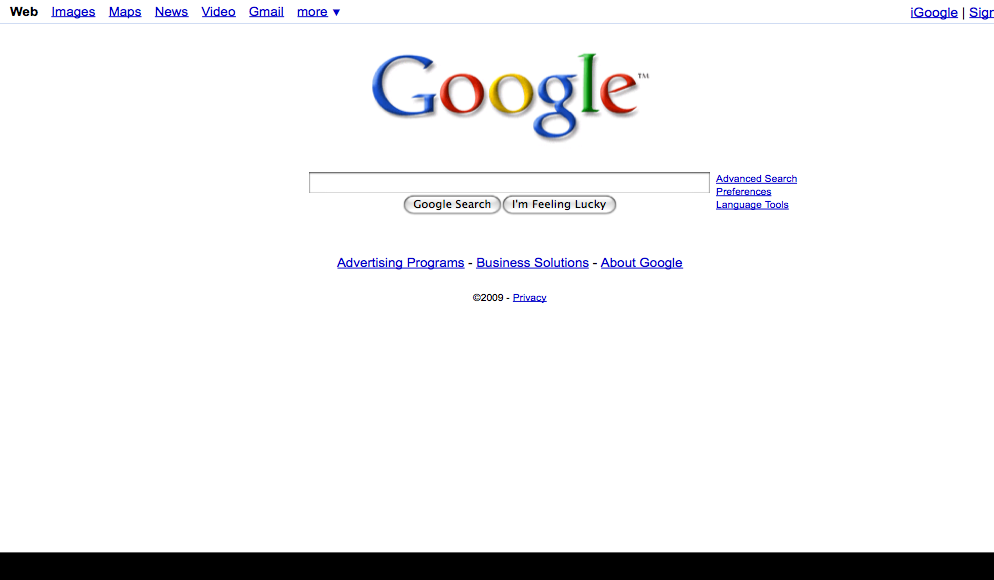 Web Images Maps News Video Gmail more ▼ iGoogle | Sign
Google™
Advanced Search
Preferences
Language Tools
Google Search I'm Feeling Lucky
Advertising Programs - Business Solutions - About Google
©2009 - Privacy